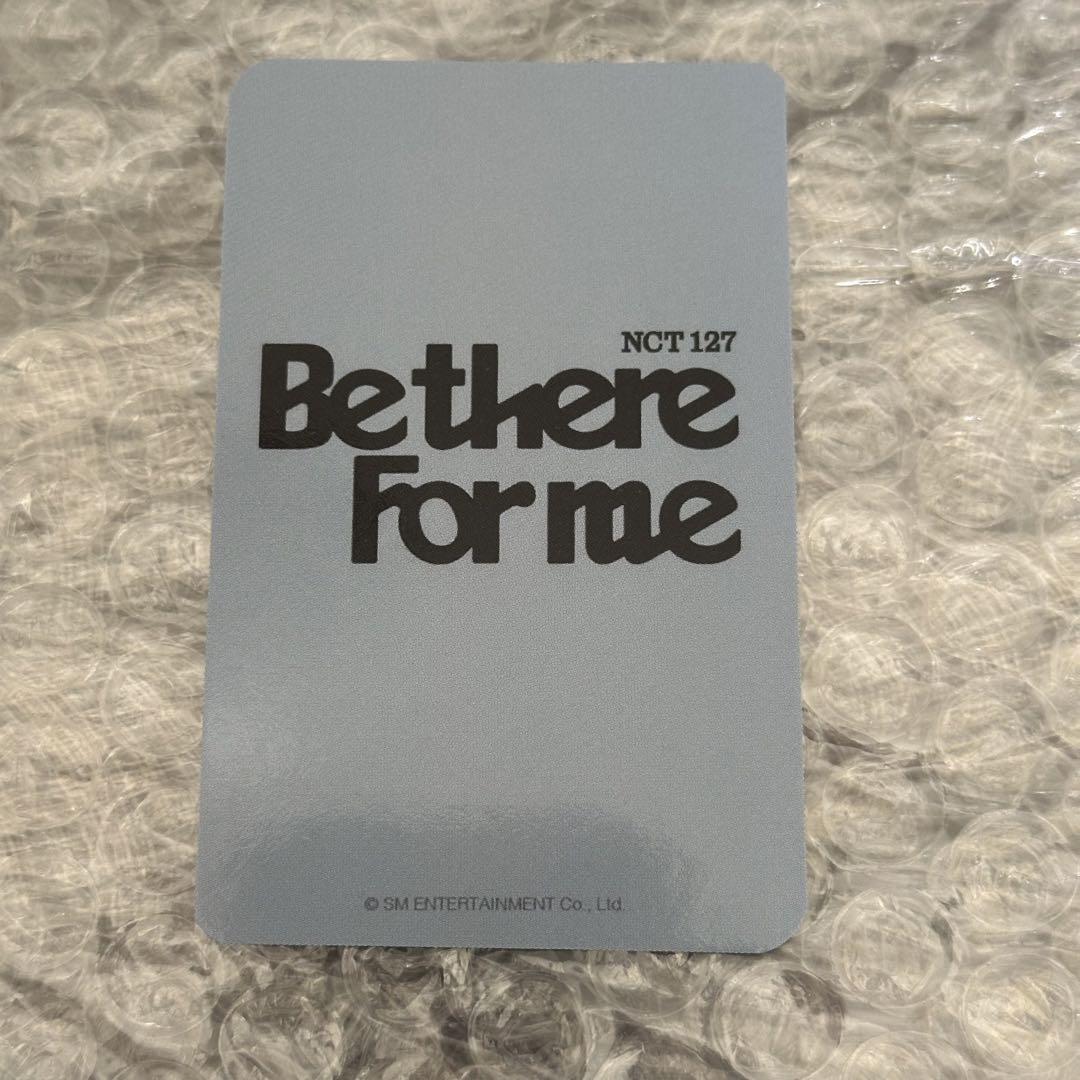 NCT 127
Be there
For me
© SM ENTERTAINMENT Co., Ltd.